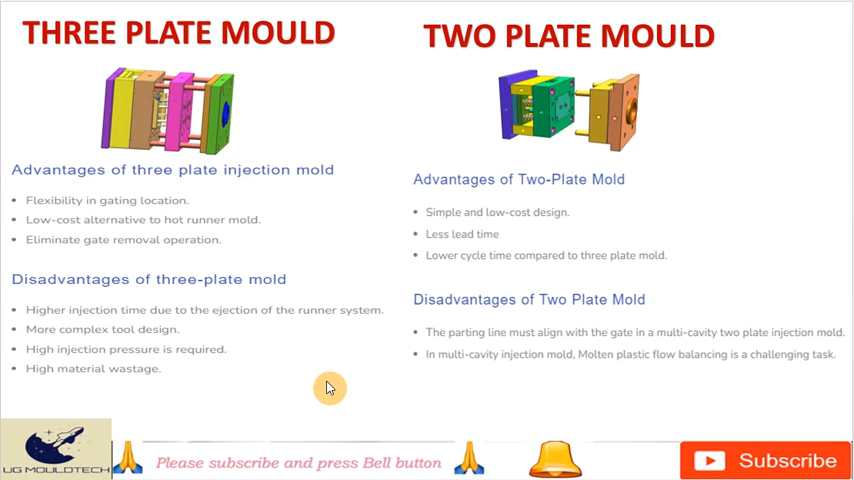 THREE PLATE MOULD
Advantages of three plate injection mold
Flexibility in gating location.
Low-cost alternative to hot runner mold.
Eliminate gate removal operation.
Disadvantages of three-plate mold
Higher injection time due to the ejection of the runner system.
More complex tool design.
High injection pressure is required.
High material wastage.
TWO PLATE MOULD
Advantages of Two-Plate Mold
Simple and low-cost design.
Less lead time
Lower cycle time compared to three plate mold.
Disadvantages of Two Plate Mold
The parting line must align with the gate in a multi-cavity two plate injection mold.
In multi-cavity injection mold, Molten plastic flow balancing is a challenging task.
UG MOULDTECH
Please subscribe and press Bell button
Subscribe